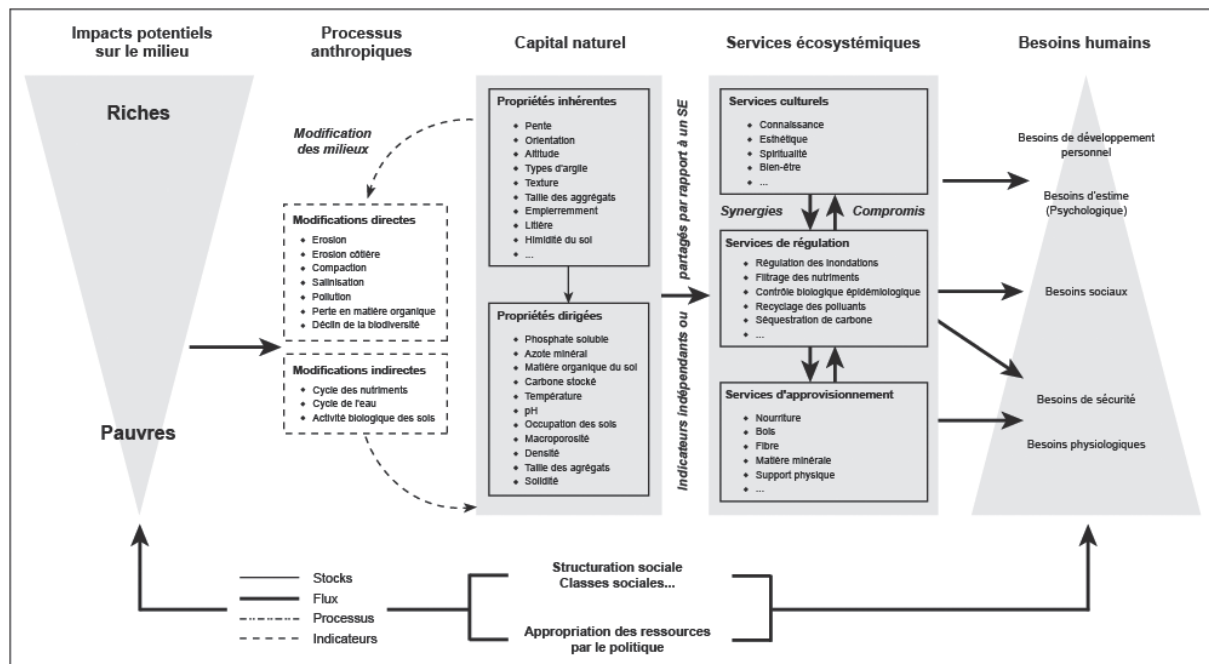 Impacts potentiels
sur le milieu
Riches
Pauvres
Processus
anthropiques
Modification
des milieux
Modifications directes
Erosion
Erosion côtière
Compaction
Salinisation
Pollution
Perte en matière organique
Déclin de la biodiversité
Modifications indirectes
Cycle des nutriments
Cycle de l'eau
Activité biologique des sols
Capital naturel
Propriétés inhérentes
Pente
Orientation
Altitude
Types d'argile
Texture
Taille des aggrégats
Empierremment
Litière
Himidité du sol
...
Propriétés dirigées
Phosphate soluble
Azote minéral
Matière organique du sol
Carbone stocké
Température
pH
Occupation des sols
Macroporosité
Densité
Taille des agrégats
Solidité
Indicateurs indépendants ou partagés par rapport à un SE
Services écosystémiques
Services culturels
Connaissance
Esthétique
Spiritualité
Bien-être
...
Synergies
Compromis
Services de régulation
Régulation des inondations
Filtrage des nutriments
Contrôle biologique épidémiologique
Recyclage des polluants
Séquestration de carbone
...
Services d'approvisionnement
Nourriture
Bois
Fibre
Matière minérale
Support physique
...
Besoins humains
Besoins de développement
personnel
Besoins d'estime
(Psychologique)
Besoins sociaux
Besoins de sécurité
Besoins physiologiques
Stocks
Flux
Processus
Indicateurs
Structuration sociale
Classes sociales...
Appropriation des ressources
par le politique